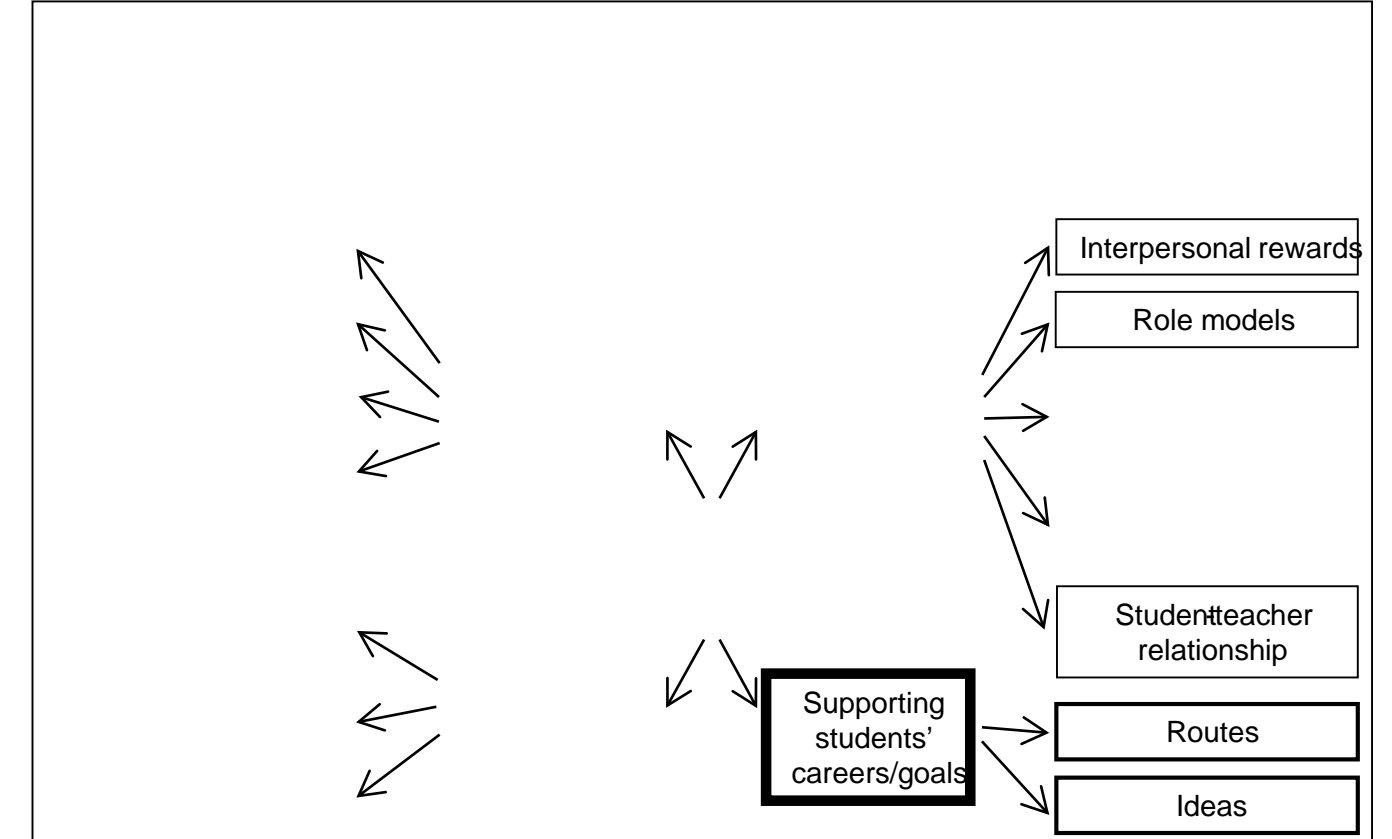 Interpersonal rewards
Role models
Student-teacher
relationship
Supporting
students’
careers/goals
Routes
Ideas